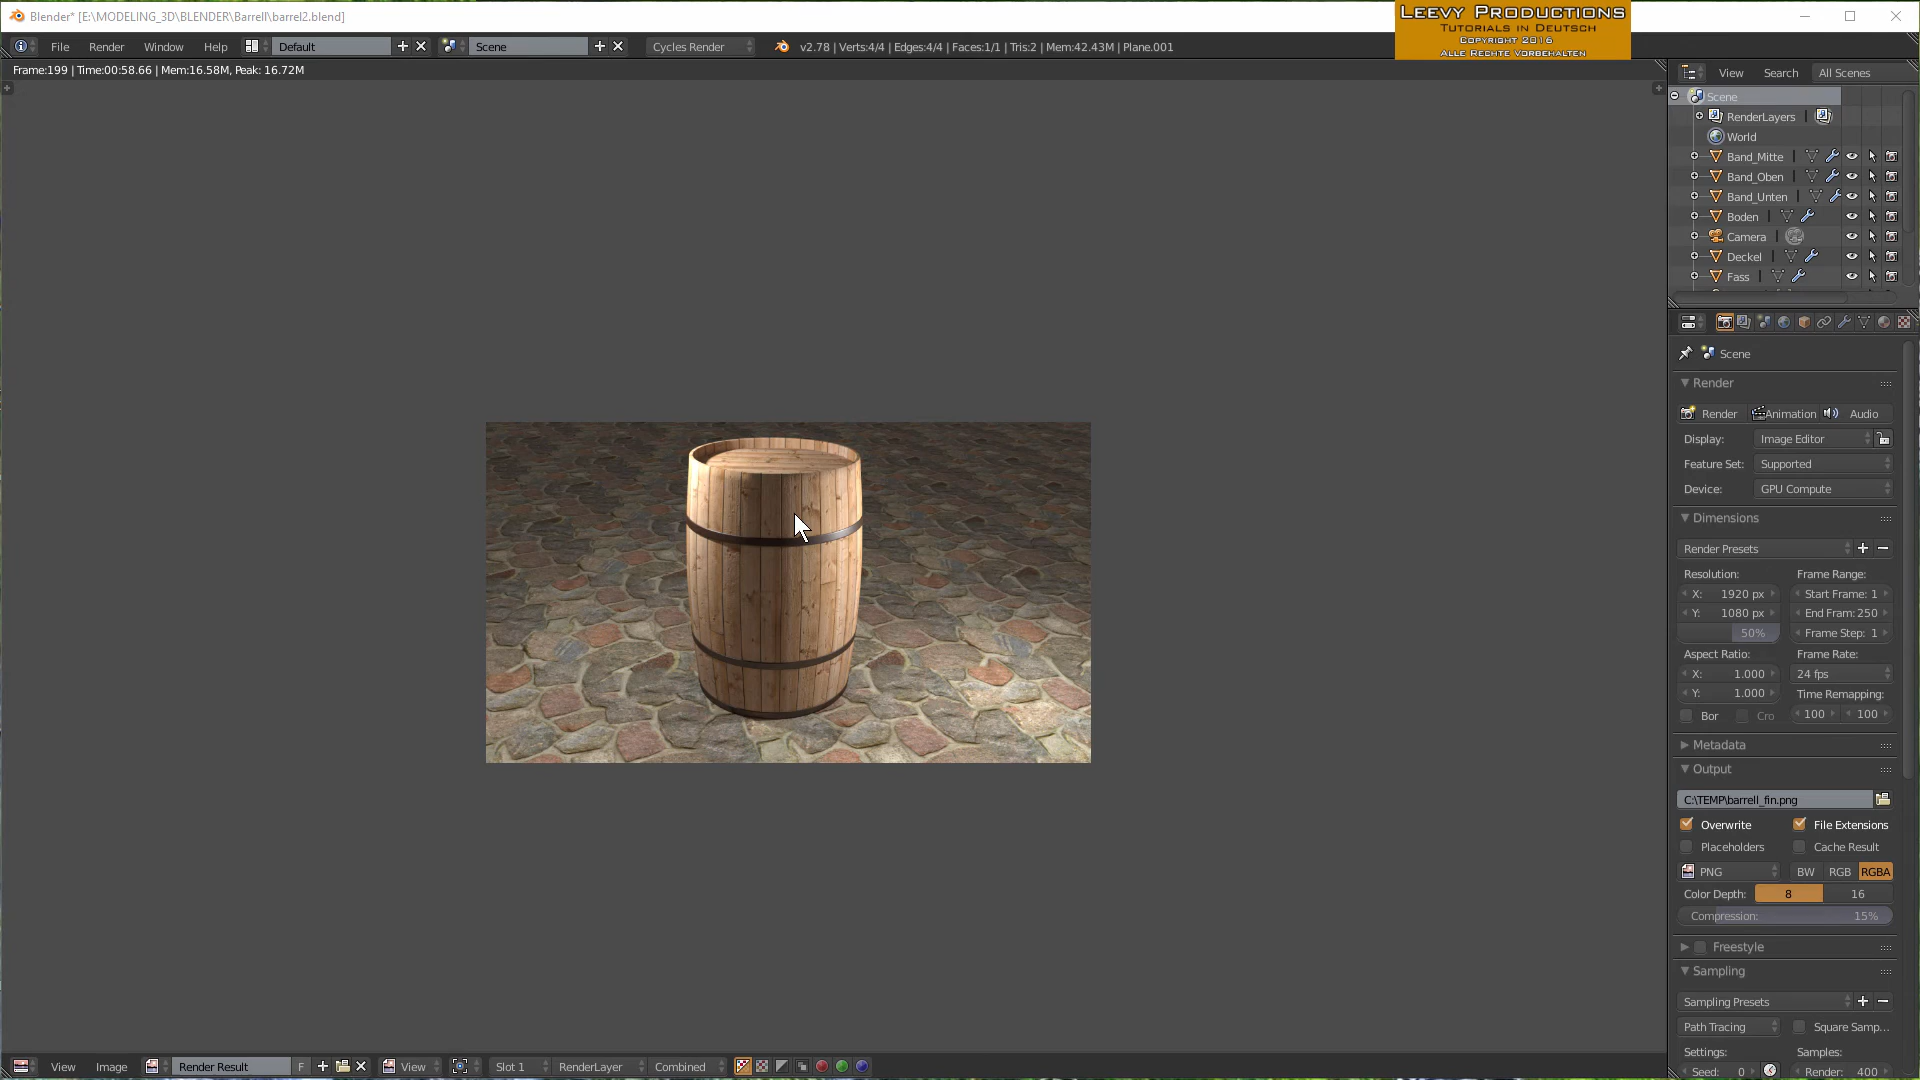 Blender* [E:\MODELING_3D\BLENDER\Barrell\barrel2.blend]
LEEVY PRODUCTIONS
TUTORIALS IN DEUTSCH
COPYRIGHT 2016
ALLE RECHTE VORBEHALTEN
File Render Window Help Default Scene Cycles Render v2.78 | Verts:4/4 | Edges:4/4 | Faces:1/1 | Tris:2 | Mem:42.43M | Plane.001
Frame:199 | Time:00:58.66 | Mem:16.58M, Peak: 16.72M
View Search All Scenes
Scene
RenderLayers |
World
Band_Mitte |
Band_Oben |
Band_Unten |
Boden |
Camera |
Deckel |
Fass |
Scene
Render
Render Animation Audio
Display: Image Editor
Feature Set: Supported
Device: GPU Compute
Dimensions
Render Presets
Resolution: Frame Range:
X: 1920 px Start Frame: 1
Y: 1080 px End Fram: 250
50% Frame Step: 1
Aspect Ratio: Frame Rate:
X: 1.000 24 fps
Y: 1.000 Time Remapping:
Bor Cro 100 100
Metadata
Output
C:\TEMP\barrell_fin.png
Overwrite File Extensions
Placeholders Cache Result
PNG BW RGB RGBA
Color Depth: 8 16
Compression: 15%
Freestyle
Sampling
Sampling Presets
Path Tracing Square Samp...
Settings: Samples:
Seed: 0 Render: 400
View Image Render Result F View Slot 1 RenderLayer Combined